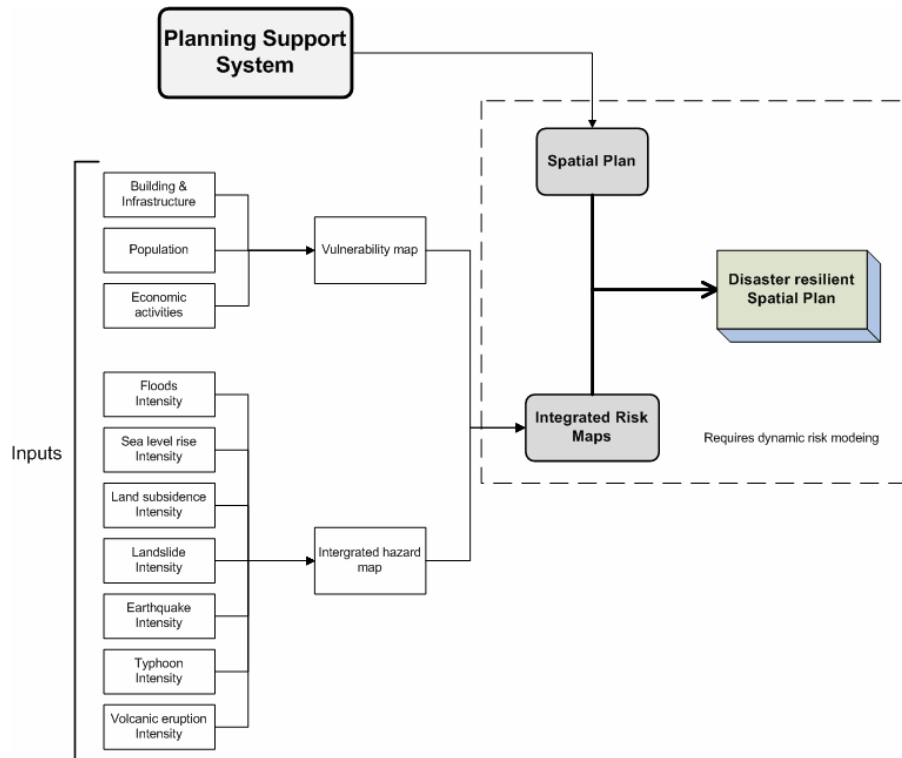 Planning Support
System
Spatial Plan
Building &
Infrastructure
Population
Vulnerability map
Economic
activities
Disaster resilient
Spatial Plan
Floods
Intensity
Integrated Risk
Maps
Requires dynamic risk modeing
Inputs
Sea level rise
Intensity
Land subsidence
Intensity
Landslide
Intensity
Intergrated hazard
map
Earthquake
Intensity
Typhoon
Intensity
Volcanic eruption
Intensity